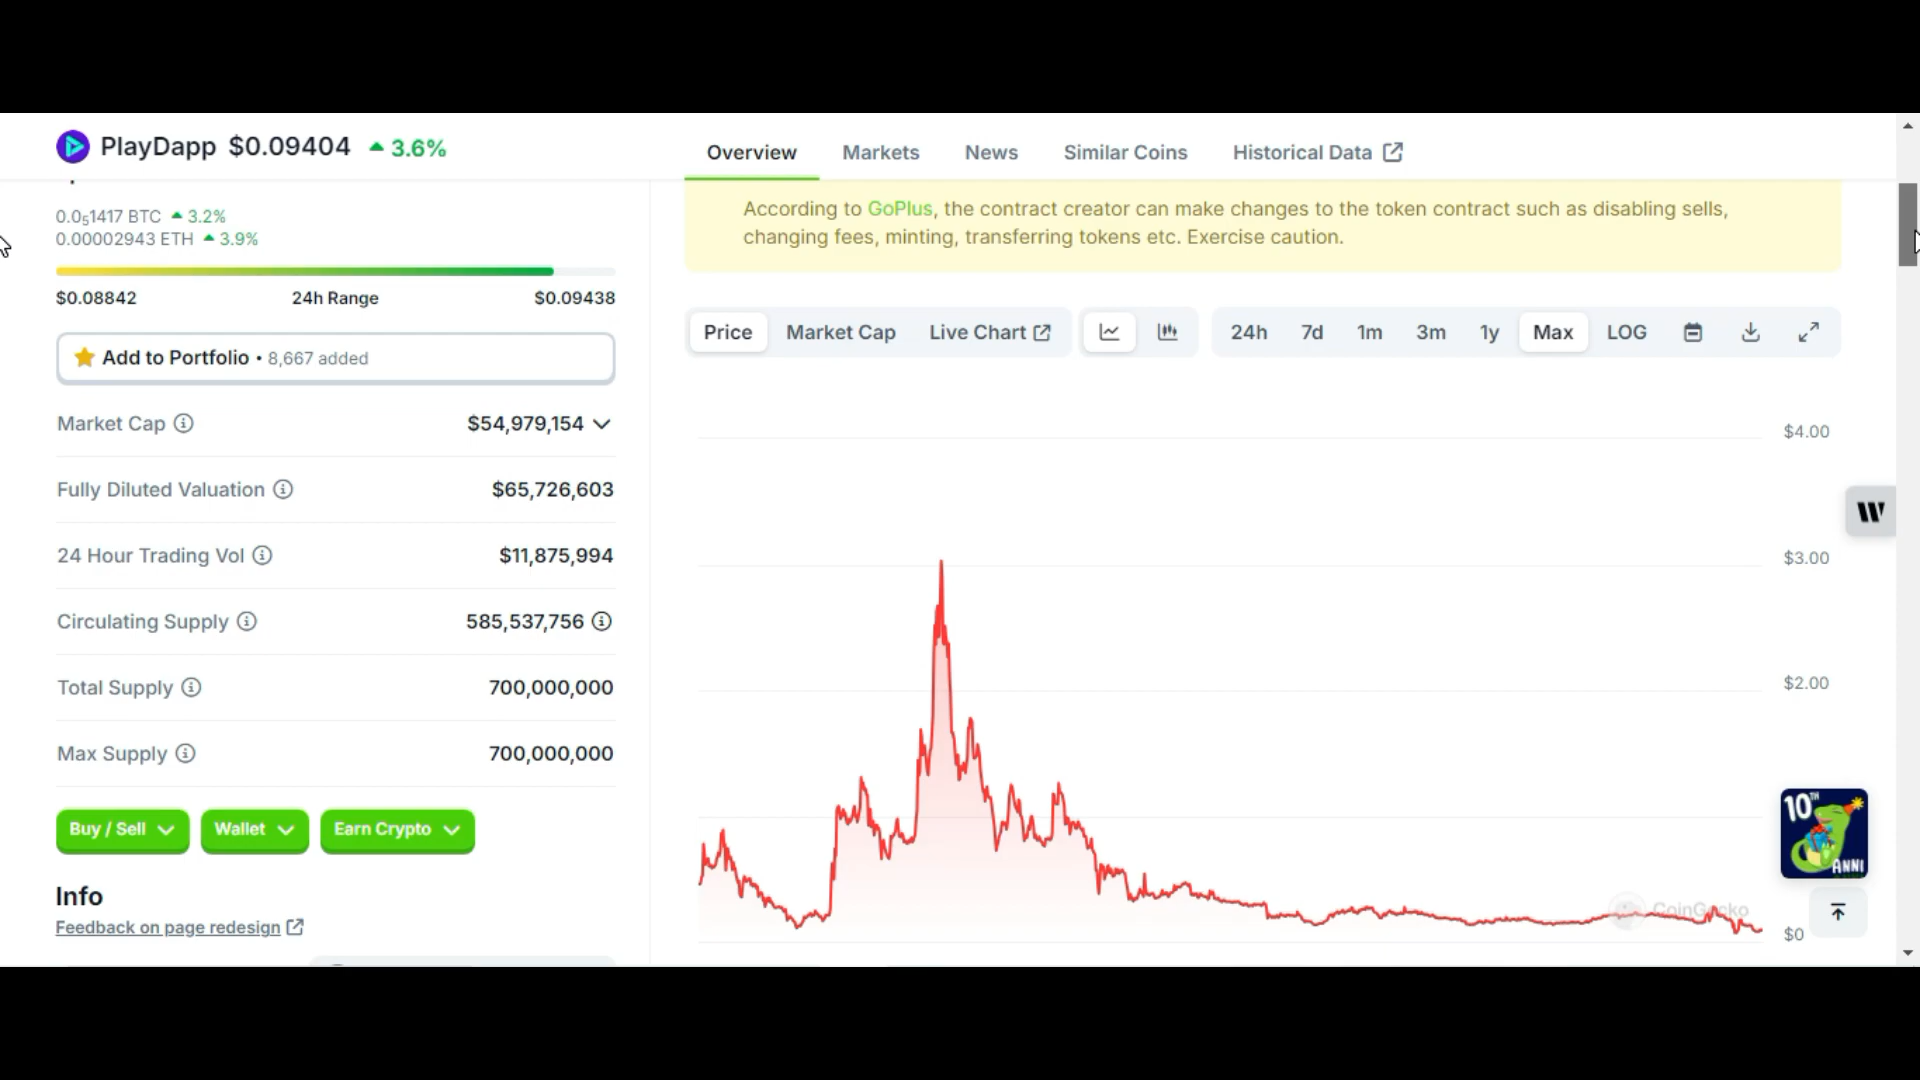 PlayDapp $0.09404 3.6%
Overview Markets News Similar Coins Historical Data
0.0₅1417 BTC 3.2%
0.00002943 ETH 3.9%
$0.08842 24h Range $0.09438
Add to Portfolio • 8,667 added
Market Cap $54,979,154
Fully Diluted Valuation $65,726,603
24 Hour Trading Vol $11,875,994
Circulating Supply 585,537,756
Total Supply 700,000,000
Max Supply 700,000,000
Buy / Sell Wallet Earn Crypto
Info
Feedback on page redesign
According to GoPlus, the contract creator can make changes to the token contract such as disabling sells,
changing fees, minting, transferring tokens etc. Exercise caution.
Price Market Cap Live Chart 24h 7d 1m 3m 1y Max LOG
$4.00
$3.00
$2.00
$0
CoinGecko
10TH
ANNI